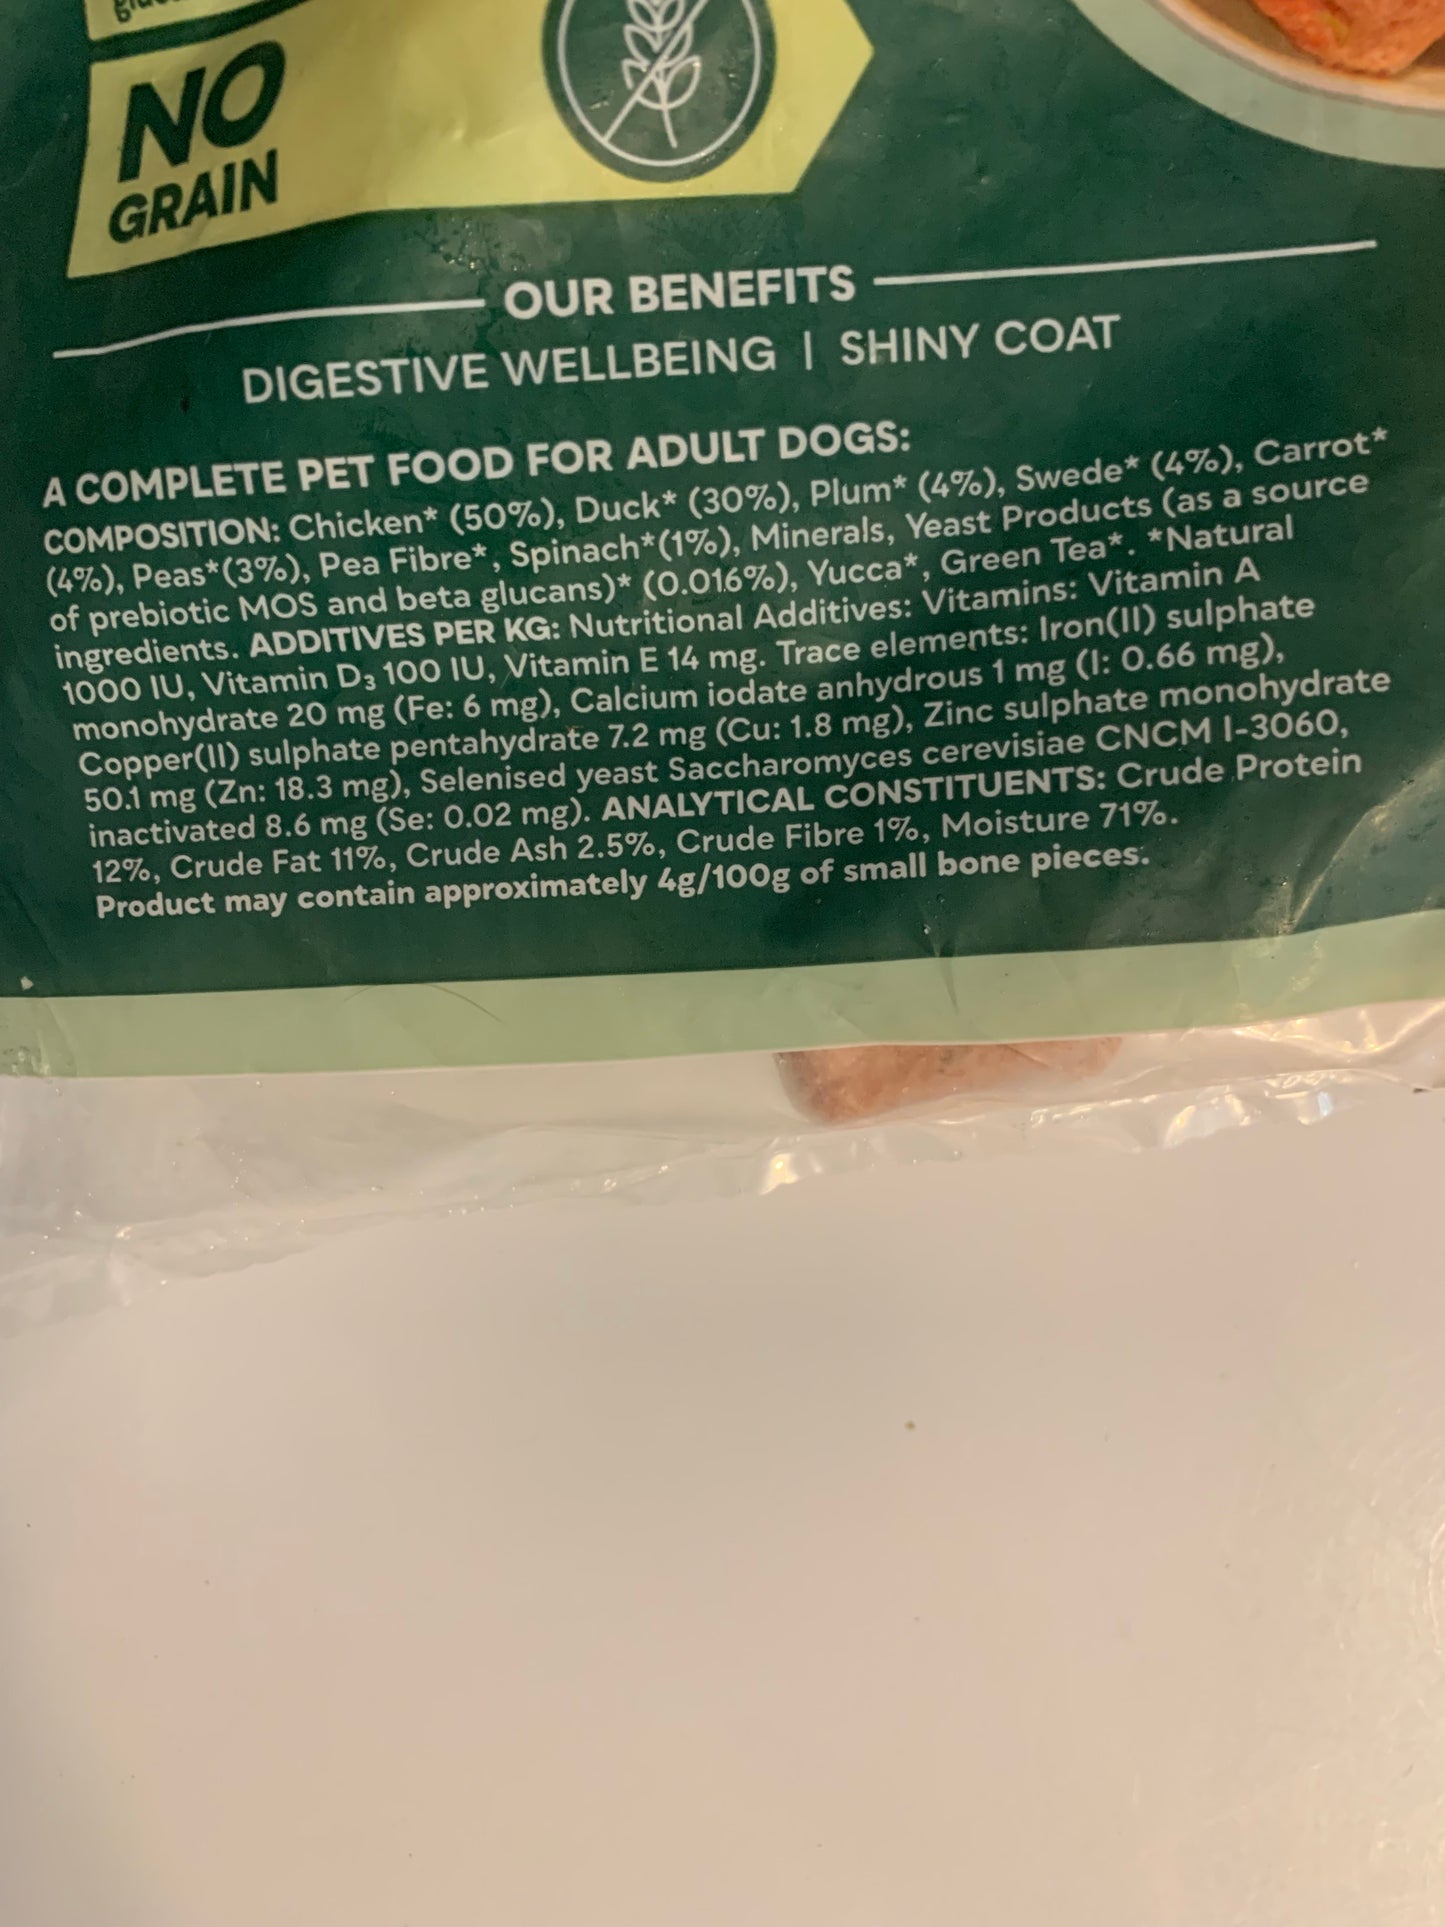 NO
GRAIN
OUR BENEFITS
DIGESTIVE WELLBEING | SHINY COAT
A COMPLETE PET FOOD FOR ADULT DOGS:
COMPOSITION: Chicken* (50%), Duck* (30%), Plum* (4%), Swede* (4%), Carrot*
(4%), Peas*(3%), Pea Fibre*, Spinach*(1%), Minerals, Yeast Products (as a source
of prebiotic MOS and beta glucans)* (0.016%), Yucca*, Green Tea*. *Natural
ingredients. ADDITIVES PER KG: Nutritional Additives: Vitamins: Vitamin A
1000 IU, Vitamin D₃ 100 IU, Vitamin E 14 mg. Trace elements: Iron(II) sulphate
monohydrate 20 mg (Fe: 6 mg), Calcium iodate anhydrous 1 mg (I: 0.66 mg),
Copper(II) sulphate pentahydrate 7.2 mg (Cu: 1.8 mg), Zinc sulphate monohydrate
50.1 mg (Zn: 18.3 mg), Selenised yeast Saccharomyces cerevisiae CNCM I-3060,
inactivated 8.6 mg (Se: 0.02 mg). ANALYTICAL CONSTITUENTS: Crude Protein
12%, Crude Fat 11%, Crude Ash 2.5%, Crude Fibre 1%, Moisture 71%.
Product may contain approximately 4g/100g of small bone pieces.